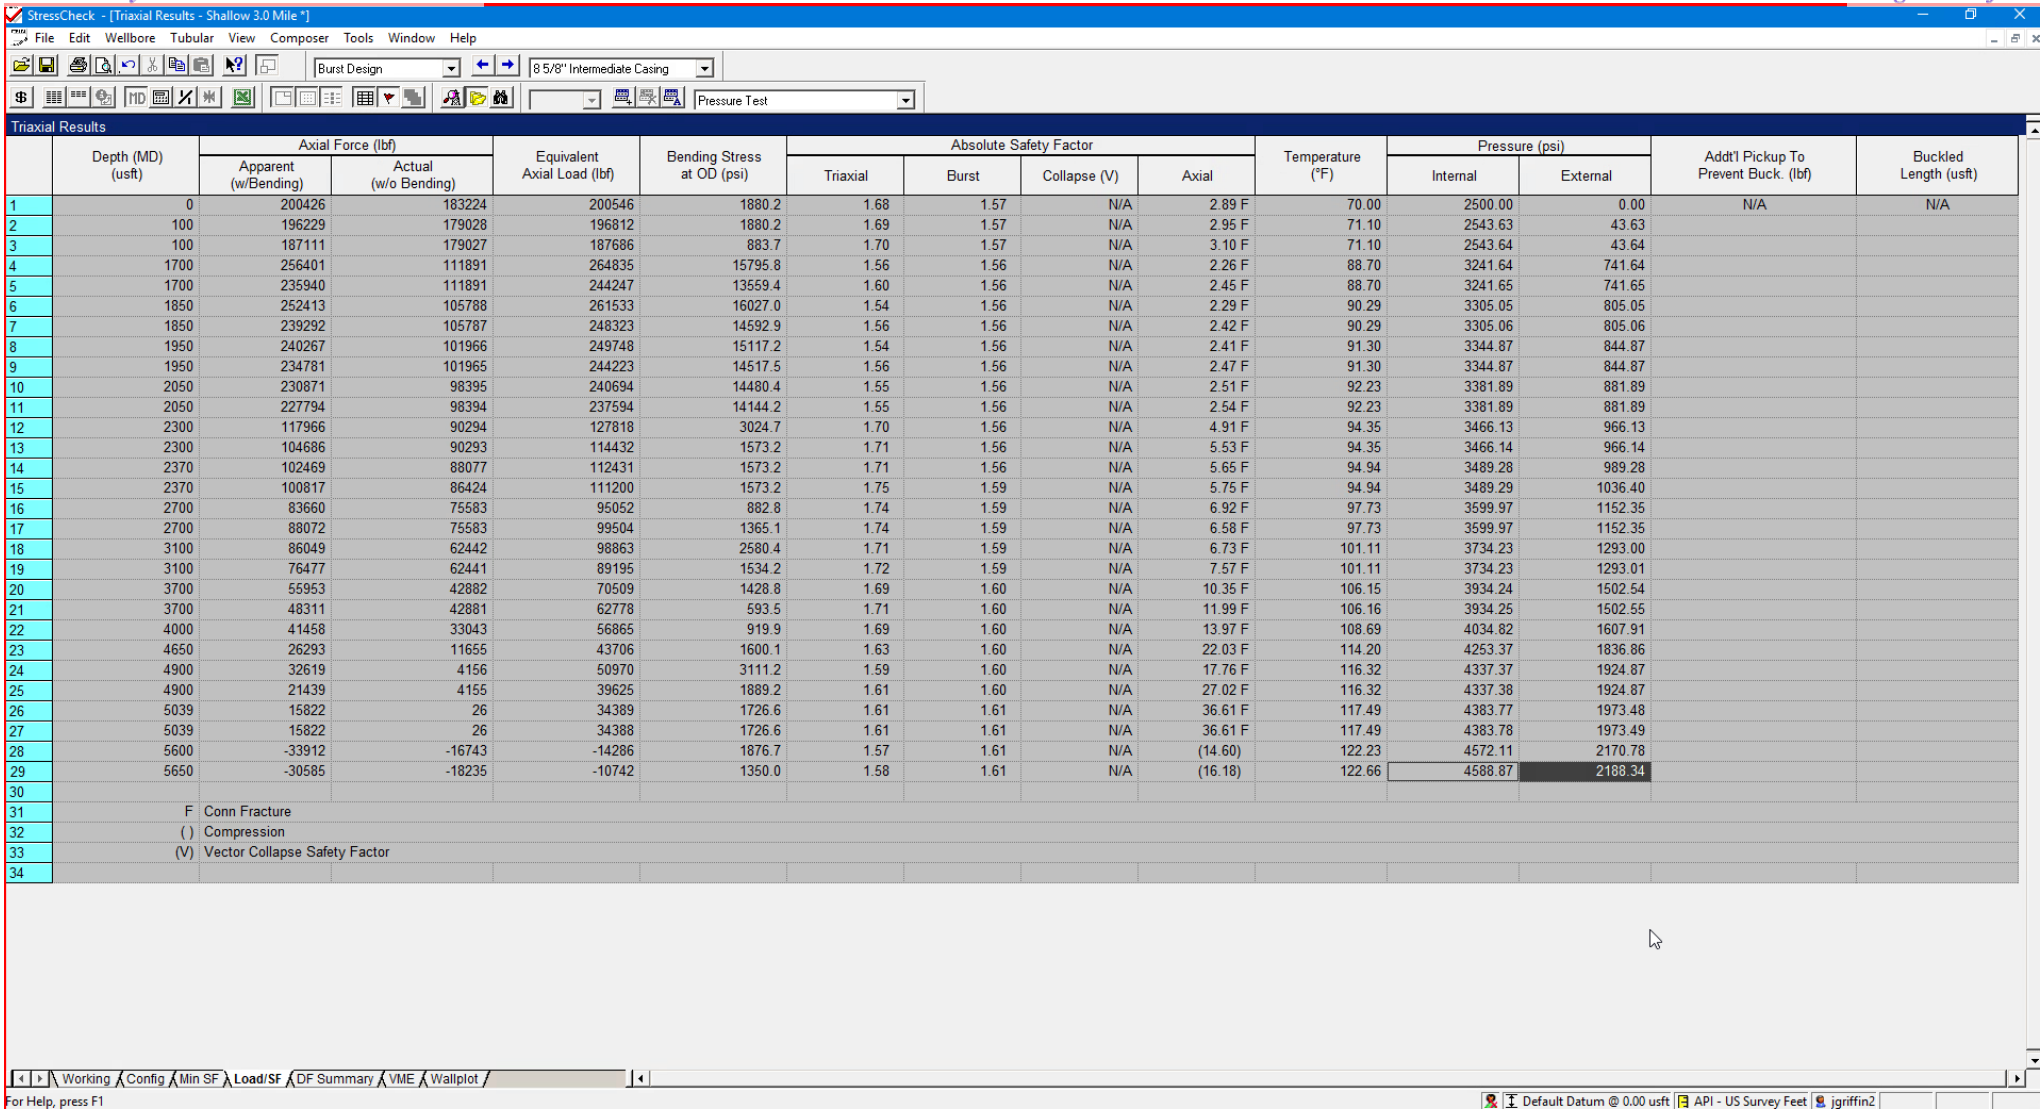 StressCheck - [Triaxial Results - Shallow 3.0 Mile *]
File Edit Wellbore Tubular View Composer Tools Window Help
Burst Design 8 5/8" Intermediate Casing
$ MD Pressure Test
Triaxial Results
Depth (MD) (usft) Axial Force (lbf) Apparent (w/Bending) Actual (w/o Bending) Equivalent Axial Load (lbf) Bending Stress at OD (psi) Absolute Safety Factor Triaxial Burst Collapse (V) Axial Temperature (°F) Pressure (psi) Internal External Addt'l Pickup To Prevent Buck. (lbf) Buckled Length (usft)
1 0 200426 183224 200546 1880.2 1.68 1.57 N/A 2.89 F 70.00 2500.00 0.00 N/A N/A
2 100 196229 179028 196812 1880.2 1.69 1.57 N/A 2.95 F 71.10 2543.63 43.63
3 100 187111 179027 187686 883.7 1.70 1.57 N/A 3.10 F 71.10 2543.64 43.64
4 1700 256401 111891 264835 15795.8 1.56 1.56 N/A 2.26 F 88.70 3241.64 741.64
5 1700 235940 111891 244247 13559.4 1.60 1.56 N/A 2.45 F 88.70 3241.65 741.65
6 1850 252413 105788 261533 16027.0 1.54 1.56 N/A 2.29 F 90.29 3305.05 805.05
7 1850 239292 105787 248323 14592.9 1.56 1.56 N/A 2.42 F 90.29 3305.06 805.06
8 1950 240267 101966 249748 15117.2 1.54 1.56 N/A 2.41 F 91.30 3344.87 844.87
9 1950 234781 101965 244223 14517.5 1.56 1.56 N/A 2.47 F 91.30 3344.87 844.87
10 2050 230871 98395 240694 14480.4 1.55 1.56 N/A 2.51 F 92.23 3381.89 881.89
11 2050 227794 98394 237594 14144.2 1.55 1.56 N/A 2.54 F 92.23 3381.89 881.89
12 2300 117966 90294 127818 3024.7 1.70 1.56 N/A 4.91 F 94.35 3466.13 966.13
13 2300 104686 90293 114432 1573.2 1.71 1.56 N/A 5.53 F 94.35 3466.14 966.14
14 2370 102469 88077 112431 1573.2 1.71 1.56 N/A 5.65 F 94.94 3489.28 989.28
15 2370 100817 86424 111200 1573.2 1.75 1.59 N/A 5.75 F 94.94 3489.29 1036.40
16 2700 83660 75583 95052 882.8 1.74 1.59 N/A 6.92 F 97.73 3599.97 1152.35
17 2700 88072 75583 99504 1365.1 1.74 1.59 N/A 6.58 F 97.73 3599.97 1152.35
18 3100 86049 62442 98863 2580.4 1.71 1.59 N/A 6.73 F 101.11 3734.23 1293.00
19 3100 76477 62441 89195 1534.2 1.72 1.59 N/A 7.57 F 101.11 3734.23 1293.01
20 3700 55953 42882 70509 1428.8 1.69 1.60 N/A 10.35 F 106.15 3934.24 1502.54
21 3700 48311 42881 62778 593.5 1.71 1.60 N/A 11.99 F 106.16 3934.25 1502.55
22 4000 41458 33043 56865 919.9 1.69 1.60 N/A 13.97 F 108.69 4034.82 1607.91
23 4650 26293 11655 43706 1600.1 1.63 1.60 N/A 22.03 F 114.20 4253.37 1836.86
24 4900 32619 4156 50970 3111.2 1.59 1.60 N/A 17.76 F 116.32 4337.37 1924.87
25 4900 21439 4155 39625 1889.2 1.61 1.60 N/A 27.02 F 116.32 4337.38 1924.87
26 5039 15822 26 34389 1726.6 1.61 1.61 N/A 36.61 F 117.49 4383.77 1973.48
27 5039 15822 26 34388 1726.6 1.61 1.61 N/A 36.61 F 117.49 4383.78 1973.49
28 5600 -33912 -16743 -14286 1876.7 1.57 1.61 N/A (14.60) 122.23 4572.11 2170.78
29 5650 -30585 -18235 -10742 1350.0 1.58 1.61 N/A (16.18) 122.66 4588.87 2188.34
30
31 F Conn Fracture
32 ( ) Compression
33 (V) Vector Collapse Safety Factor
34
Working Config Min SF Load/SF DF Summary VME Wallplot
For Help, press F1 Default Datum @ 0.00 usft API - US Survey Feet jgriffin2